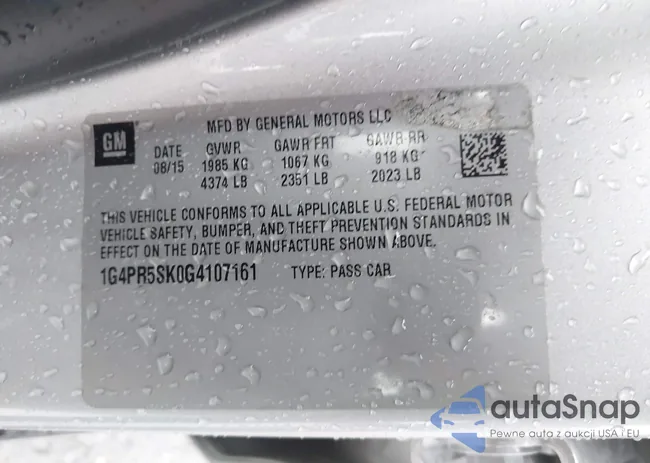 MFD BY GENERAL MOTORS LLC
GM
DATE GVWR GAWR FRT GAWR RR
08/15 1985 KG 1067 KG 918 KG
4374 LB 2351 LB 2023 LB
THIS VEHICLE CONFORMS TO ALL APPLICABLE U.S. FEDERAL MOTOR
VEHICLE SAFETY, BUMPER, AND THEFT PREVENTION STANDARDS IN
EFFECT ON THE DATE OF MANUFACTURE SHOWN ABOVE.
1G4PR5SK0G4107161 TYPE: PASS CAR
autaSnap
Pewne auta z aukcji USA i EU